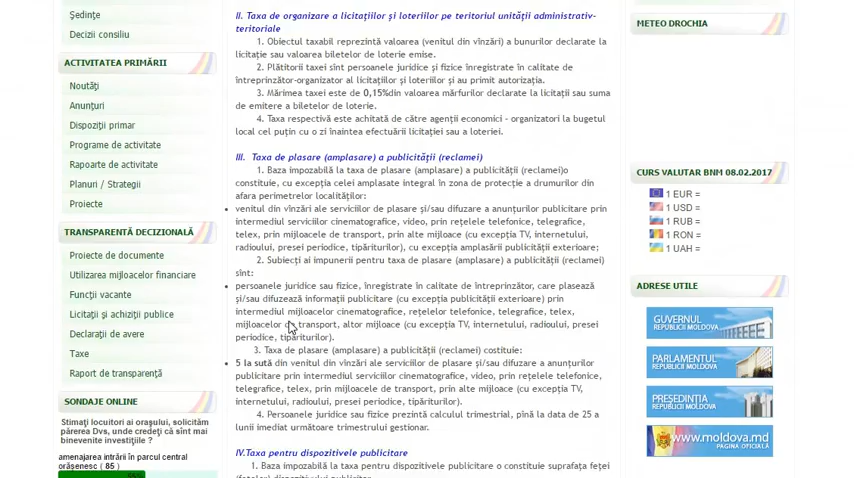 Ședințe
Decizii consiliu
ACTIVITATEA PRIMĂRII
Noutăți
Anunțuri
Dispoziții primar
Programe de activitate
Rapoarte de activitate
Planuri / Strategii
Proiecte
TRANSPARENTĂ DECIZIONALĂ
Proiecte de documente
Utilizarea mijloacelor financiare
Funcții vacante
Licitații și achiziții publice
Declarații de avere
Taxe
Raport de transparență
SONDAJE ONLINE
Stimați locuitori ai orașului, solicităm
părerea Dvs, unde credeți că sînt mai
binevenite investițiile ?
amenajarea intrării în parcul central
orășenesc ( 85 )
II. Taxa de organizare a licitațiilor și loteriilor pe teritoriul unității administrativ-
teritoriale
1. Obiectul taxabil reprezintă valoarea (venitul din vînzări) a bunurilor declarate la
licitație sau valoarea biletelor de loterie emise.
2. Plătitorii taxei sînt persoanele juridice și fizice înregistrate în calitate de
întreprinzător-organizator al licitațiilor și loteriilor și au primit autorizația.
3. Mărimea taxei este de 0,15%din valoarea mărfurilor declarate la licitații sau suma
de emitere a biletelor de loterie.
4. Taxa respectivă este achitată de către agenții economici - organizatori la bugetul
local cel puțin cu o zi înaintea efectuării licitației sau a loteriei.
III. Taxa de plasare (amplasare) a publicității (reclamei)
1. Baza impozabilă la taxa de plasare (amplasare) a publicității (reclamei)o
constituie, cu excepția celei amplasate integral în zona de protecție a drumurilor din
afara perimetrelor localităților:
venitul din vînzări ale serviciilor de plasare și/sau difuzare a anunțurilor publicitare prin
intermediul serviciilor cinematografice, video, prin rețelele telefonice, telegrafice,
telex, prin mijloacele de transport, prin alte mijloace (cu excepția TV, internetului,
radioului, presei periodice, tipăriturilor), cu excepția amplasării publicității exterioare;
2. Subiecți ai impunerii pentru taxa de plasare (amplasare) a publicității (reclamei)
sînt:
persoanele juridice sau fizice, înregistrate în calitate de întreprinzător, care plasează
și/sau difuzează informații publicitare (cu excepția publicității exterioare) prin
intermediul mijloacelor cinematografice, rețelelor telefonice, telegrafice, telex,
mijloacelor de transport, altor mijloace (cu excepția TV, internetului, radioului, presei
periodice, tipăriturilor).
3. Taxa de plasare (amplasare) a publicității (reclamei) costituie:
5 la sută din venitul din vînzări ale serviciilor de plasare și/sau difuzare a anunțurilor
publicitare prin intermediul serviciilor cinematografice, video, prin rețelele telefonice,
telegrafice, telex, prin mijloacele de transport, prin alte mijloace (cu excepția TV,
internetului, radioului, presei periodice, tipăriturilor).
4. Persoanele juridice sau fizice prezintă calculul trimestrial, pînă la data de 25 a
lunii imediat următoare trimestrului gestionar.
IV.Taxa pentru dispozitivele publicitare
1. Baza impozabilă la taxa pentru dispozitivele publicitare o constituie suprafața feței
METEO DROCHIA
CURS VALUTAR BNM 08.02.2017
1 EUR =
1 USD =
1 RUB =
1 RON =
1 UAH =
ADRESE UTILE
GUVERNUL
REPUBLICII MOLDOVA
PARLAMENTUL
REPUBLICII MOLDOVA
PREȘEDINȚIA
REPUBLICII MOLDOVA
www.moldova.md
PAGINA OFICIALĂ